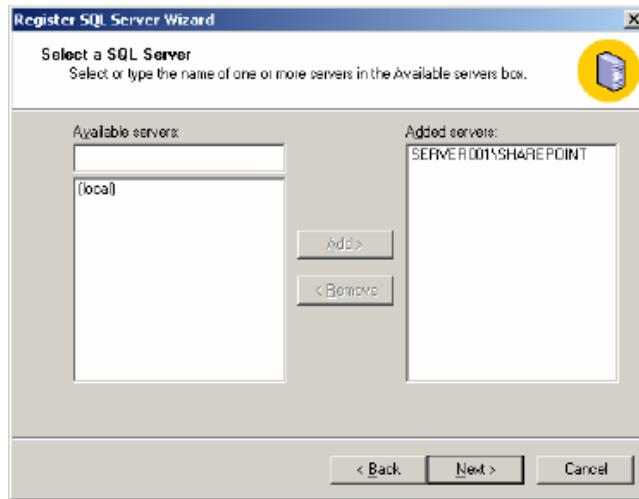 Register SQL Server Wizard
Select a SQL Server
Select or type the name of one or more servers in the Available servers box.
Available servers:
Added servers:
(local)
SERVER001\SHAREPOINT
Add >
< Remove
< Back
Next >
Cancel